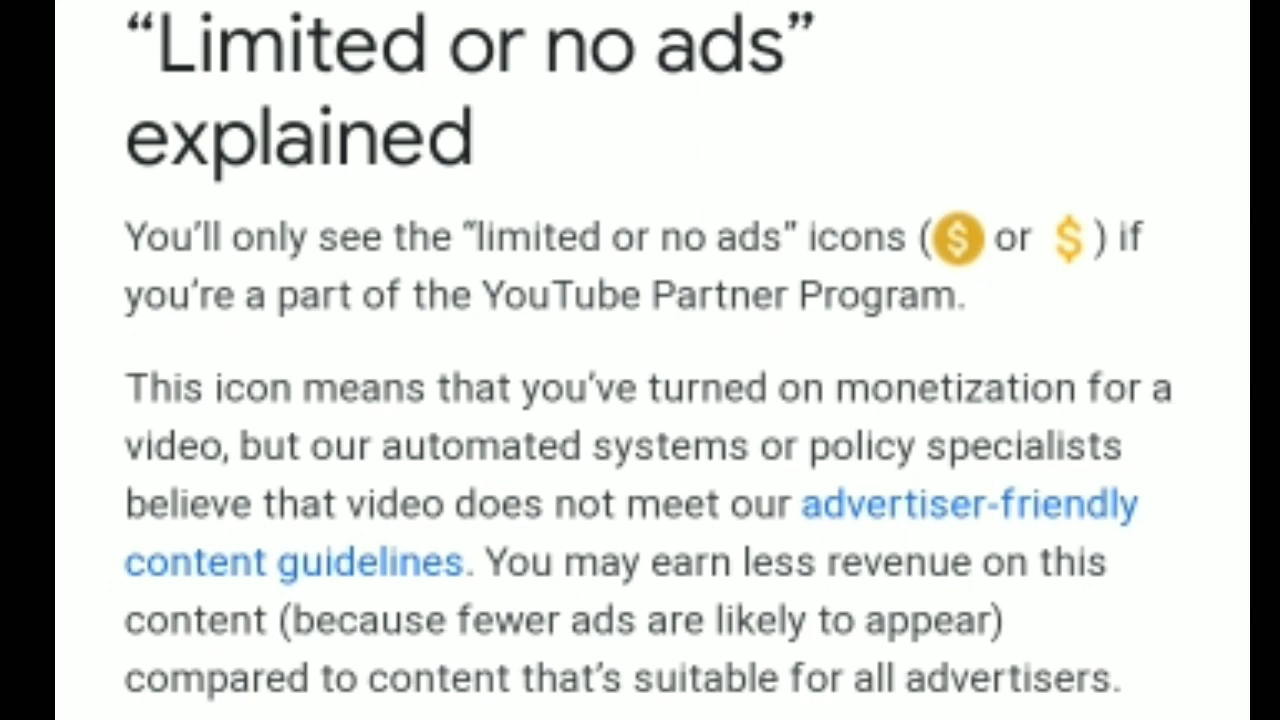 “Limited or no ads”
explained
You’ll only see the “limited or no ads” icons ($ or $) if
you’re a part of the YouTube Partner Program.
This icon means that you’ve turned on monetization for a
video, but our automated systems or policy specialists
believe that video does not meet our advertiser-friendly
content guidelines. You may earn less revenue on this
content (because fewer ads are likely to appear)
compared to content that’s suitable for all advertisers.